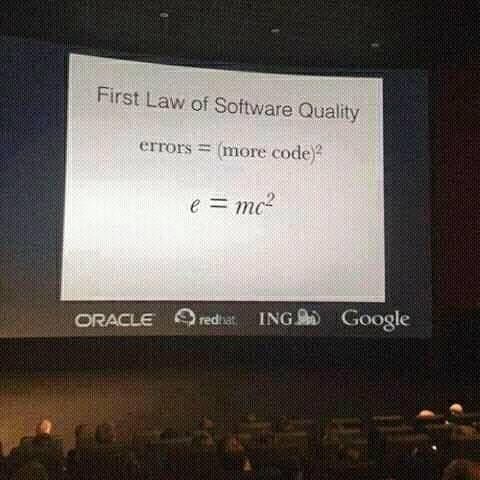 First Law of Software Quality
errors = (more code)²
e = mc²
ORACLE redhat. ING Google